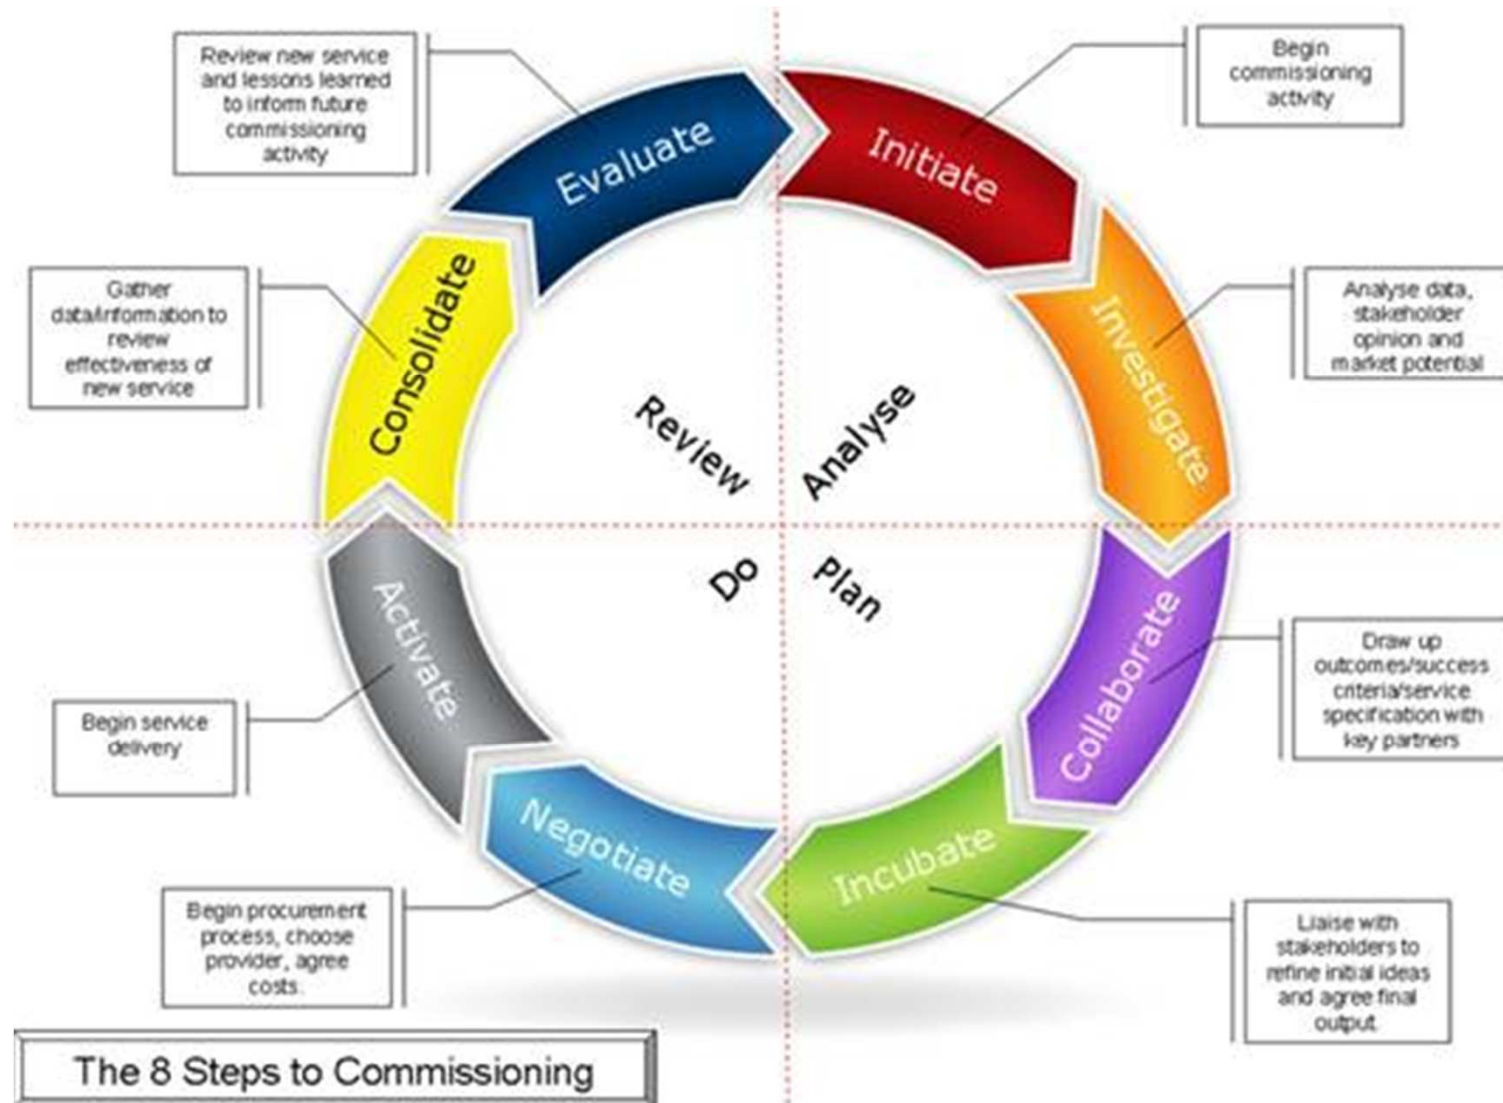 Review new service
and lessons learned
to inform future
commissioning
activity
Evaluate
Initiate
Begin
commissioning
activity
Gather
data/information to
review
effectiveness of
new service
Consolidate
Investigate
Analyse data,
stakeholder
opinion and
market potential
Review
Analyse
Do
Plan
Activate
Collaborate
Draw up
outcomes/success
criteria/service
specification with
key partners
Begin service
delivery
Negotiate
Incubate
Begin procurement
process, choose
provider, agree
costs.
Liaise with
stakeholders to
refine initial ideas
and agree final
output.
The 8 Steps to Commissioning